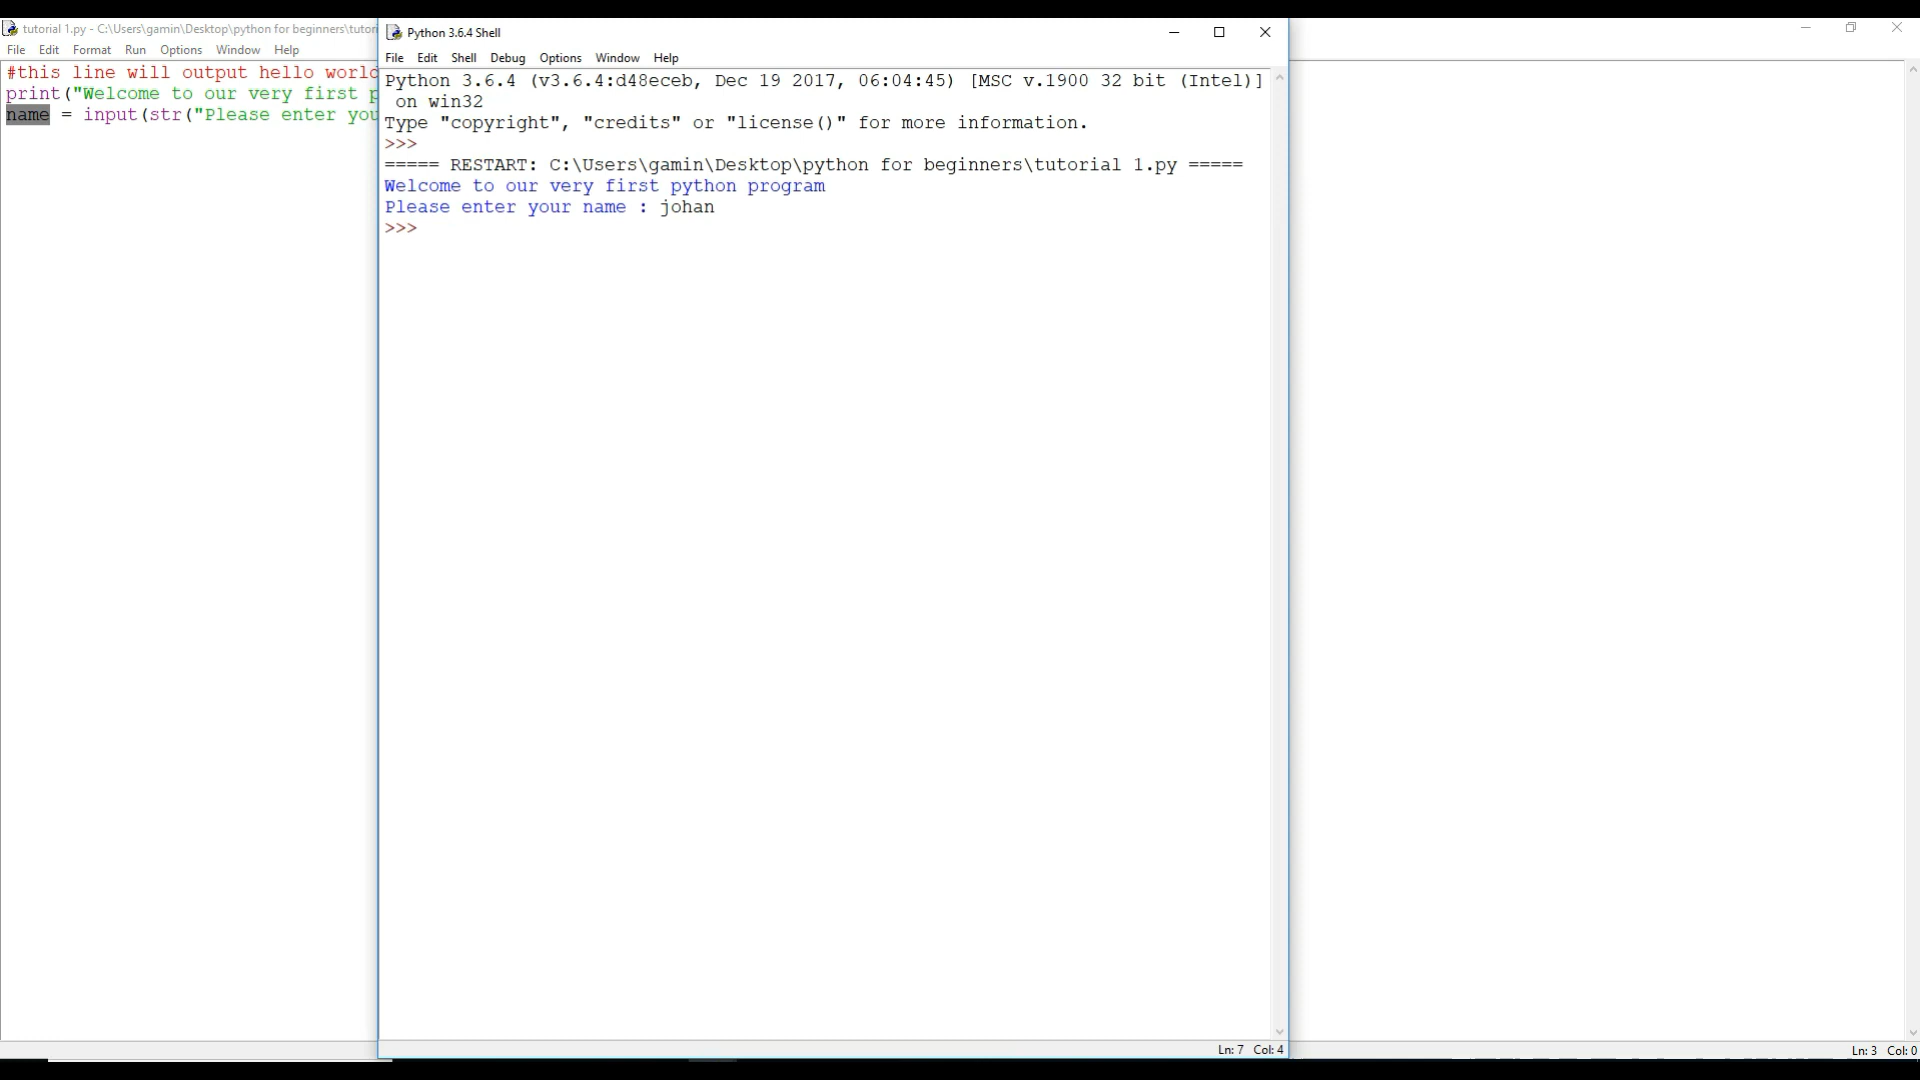 tutorial 1.py - C:\Users\gamin\Desktop\python for beginners\tutori
File Edit Format Run Options Window Help
#this line will output hello world
print("Welcome to our very first p
name = input(str("Please enter you
Python 3.6.4 Shell
File Edit Shell Debug Options Window Help
Python 3.6.4 (v3.6.4:d48eceb, Dec 19 2017, 06:04:45) [MSC v.1900 32 bit (Intel)]
on win32
Type "copyright", "credits" or "license()" for more information.
>>>
===== RESTART: C:\Users\gamin\Desktop\python for beginners\tutorial 1.py =====
Welcome to our very first python program
Please enter your name : johan
>>>
Ln: 7 Col: 4
Ln: 3 Col: 0